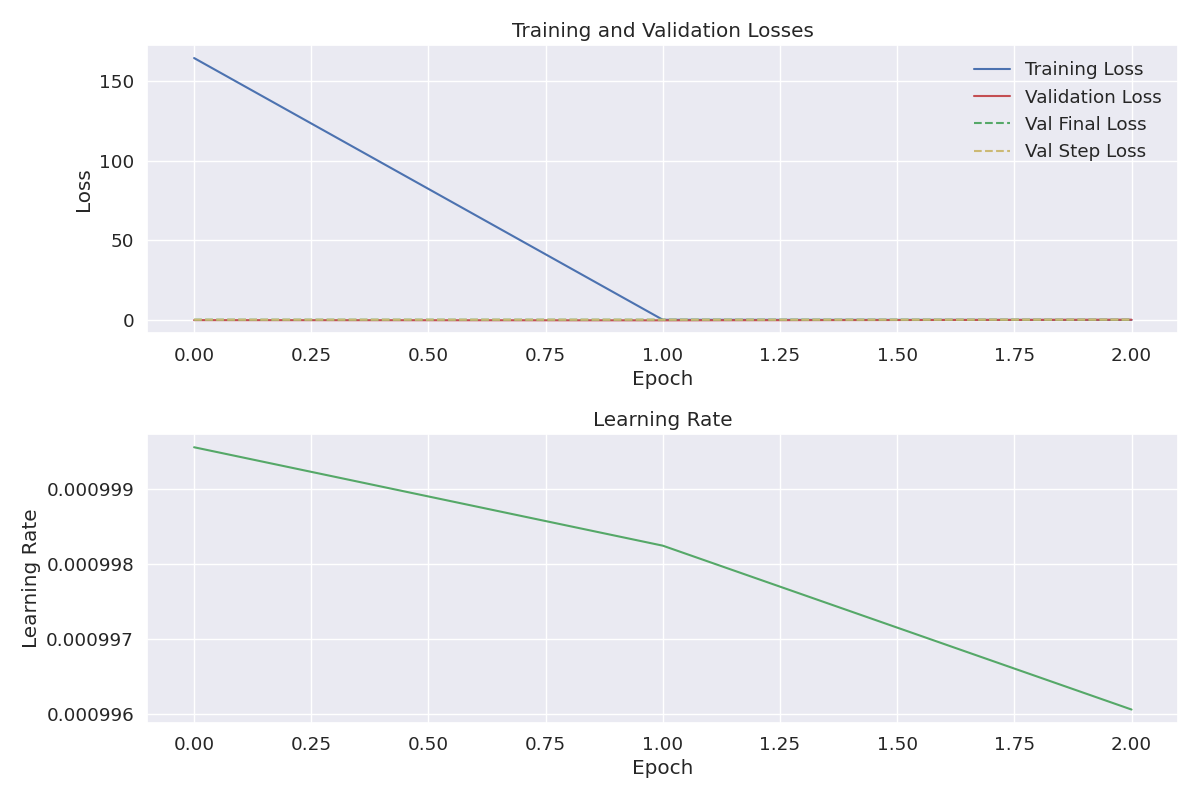 Training and Validation Losses
Training Loss
Validation Loss
Val Final Loss
Val Step Loss
Loss
150
100
50
0
0.00 0.25 0.50 0.75 1.00 1.25 1.50 1.75 2.00
Epoch
Learning Rate
Learning Rate
0.000999
0.000998
0.000997
0.000996
0.00 0.25 0.50 0.75 1.00 1.25 1.50 1.75 2.00
Epoch